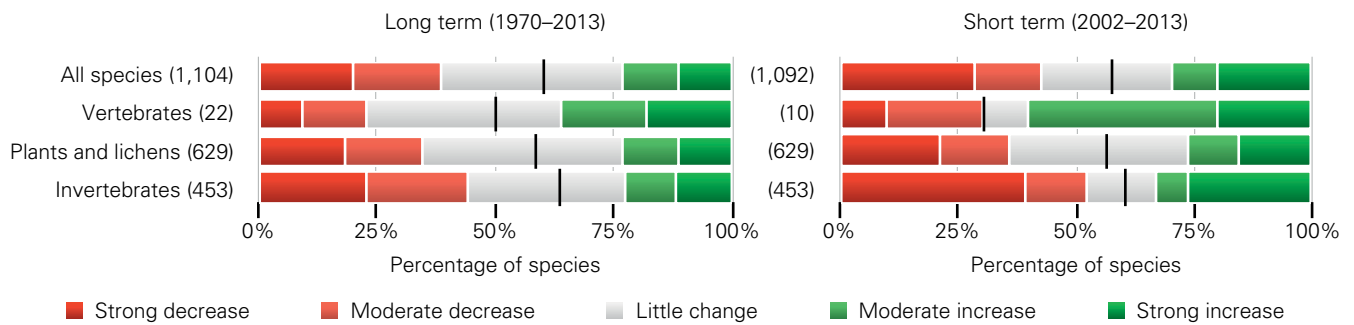 Long term (1970–2013) Short term (2002–2013)
All species (1,104) (1,092)
Vertebrates (22) (10)
Plants and lichens (629) (629)
Invertebrates (453) (453)
0% 25% 50% 75% 100% 0% 25% 50% 75% 100%
Percentage of species Percentage of species
Strong decrease Moderate decrease Little change Moderate increase Strong increase